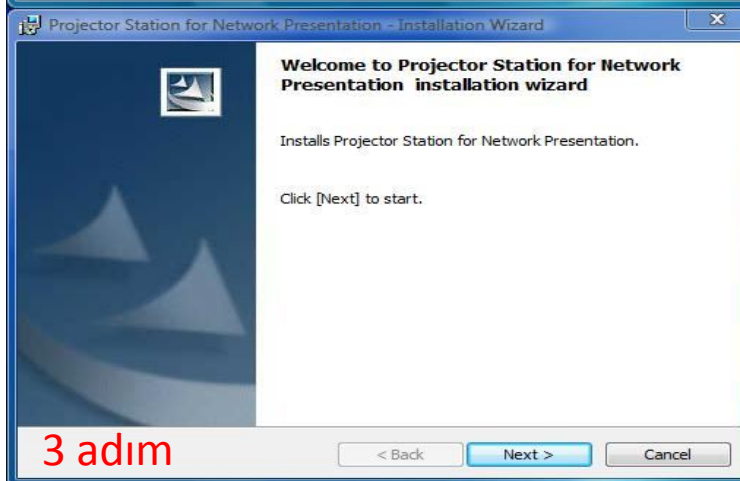 Projector Station for Network Presentation - Installation Wizard
Welcome to Projector Station for Network
Presentation installation wizard
Installs Projector Station for Network Presentation.
Click [Next] to start.
3 adım
< Back
Next >
Cancel